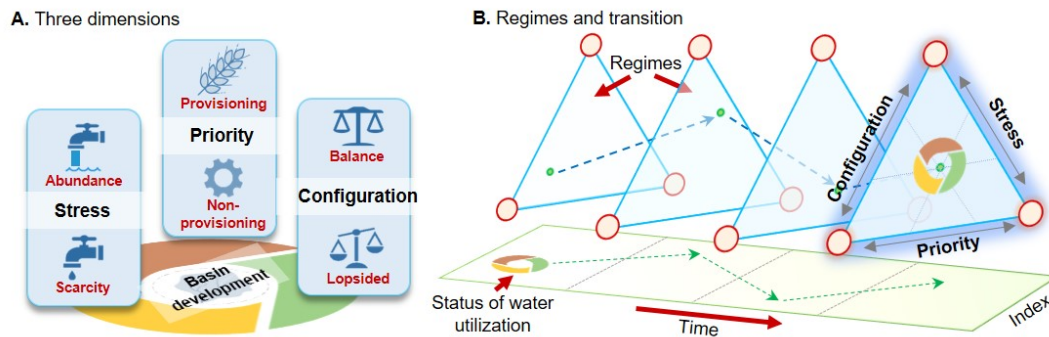 A. Three dimensions
Provisioning
Priority
Non-
provisioning
Abundance
Stress
Scarcity
Balance
Configuration
Lopsided
Basin
development
B. Regimes and transition
Regimes
Configuration
Stress
Priority
Status of water
utilization
Time
Index